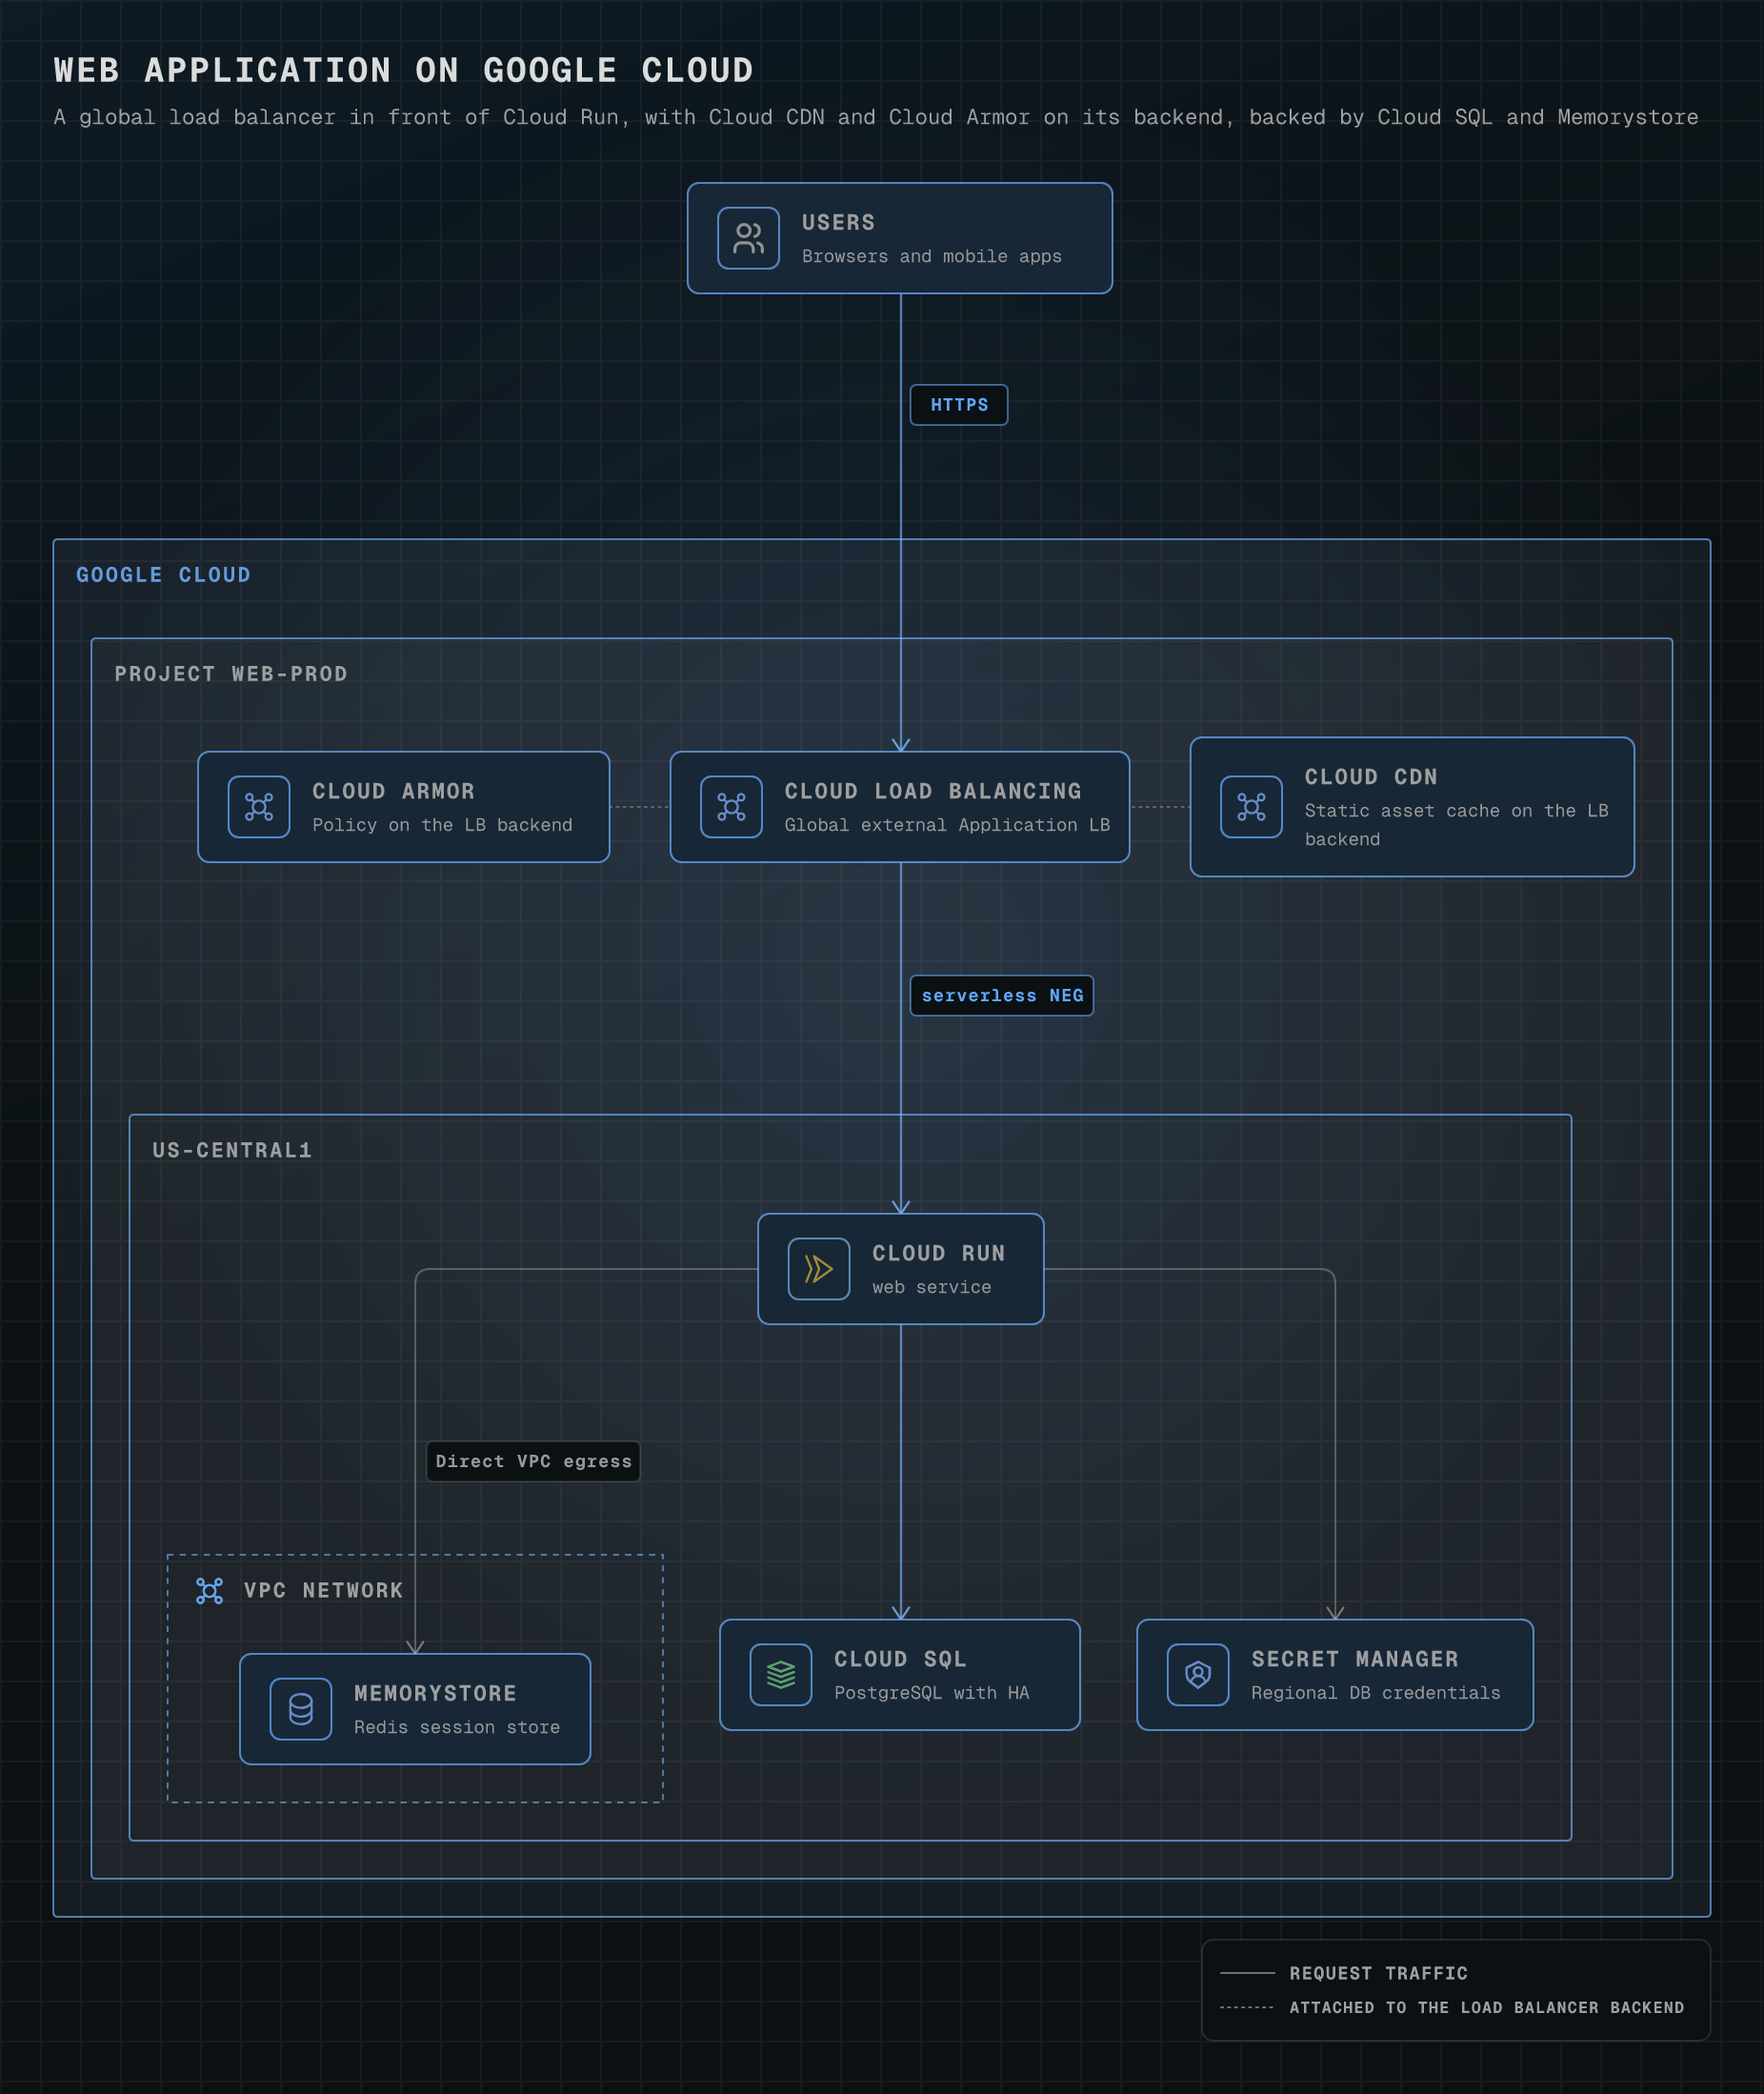 WEB APPLICATION ON GOOGLE CLOUD
A global load balancer in front of Cloud Run, with Cloud CDN and Cloud Armor on its backend, backed by Cloud SQL and Memorystore
USERS
Browsers and mobile apps
HTTPS
GOOGLE CLOUD
PROJECT WEB-PROD
CLOUD ARMOR
Policy on the LB backend
CLOUD LOAD BALANCING
Global external Application LB
CLOUD CDN
Static asset cache on the LB
backend
serverless NEG
US-CENTRAL1
CLOUD RUN
web service
Direct VPC egress
VPC NETWORK
MEMORYSTORE
Redis session store
CLOUD SQL
PostgreSQL with HA
SECRET MANAGER
Regional DB credentials
REQUEST TRAFFIC
ATTACHED TO THE LOAD BALANCER BACKEND